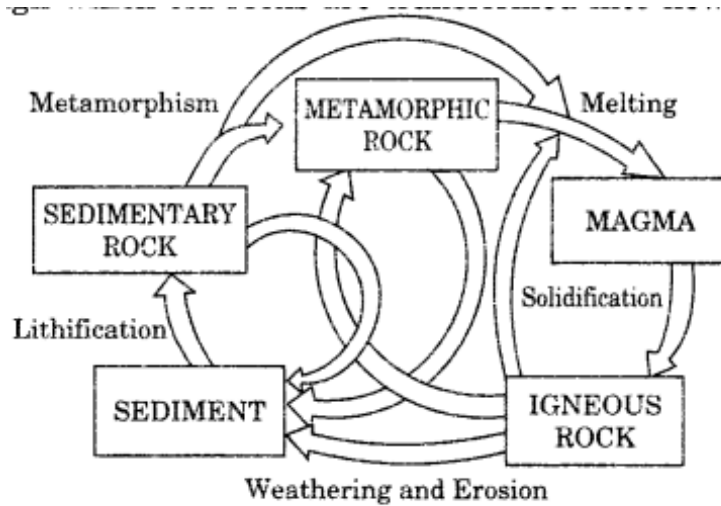 Metamorphism
METAMORPHIC
ROCK
Melting
SEDIMENTARY
ROCK
MAGMA
Solidification
Lithification
SEDIMENT
IGNEOUS
ROCK
Weathering and Erosion